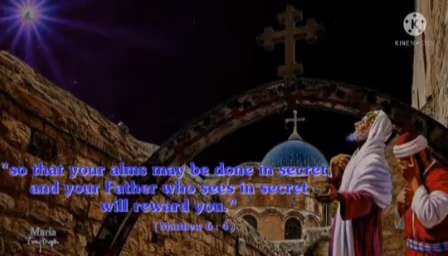 KINEMASTER
"so that your alms may be done in secret,
and your Father who sees in secret
will reward you."
( Matthew 6 : 4 )
Maria